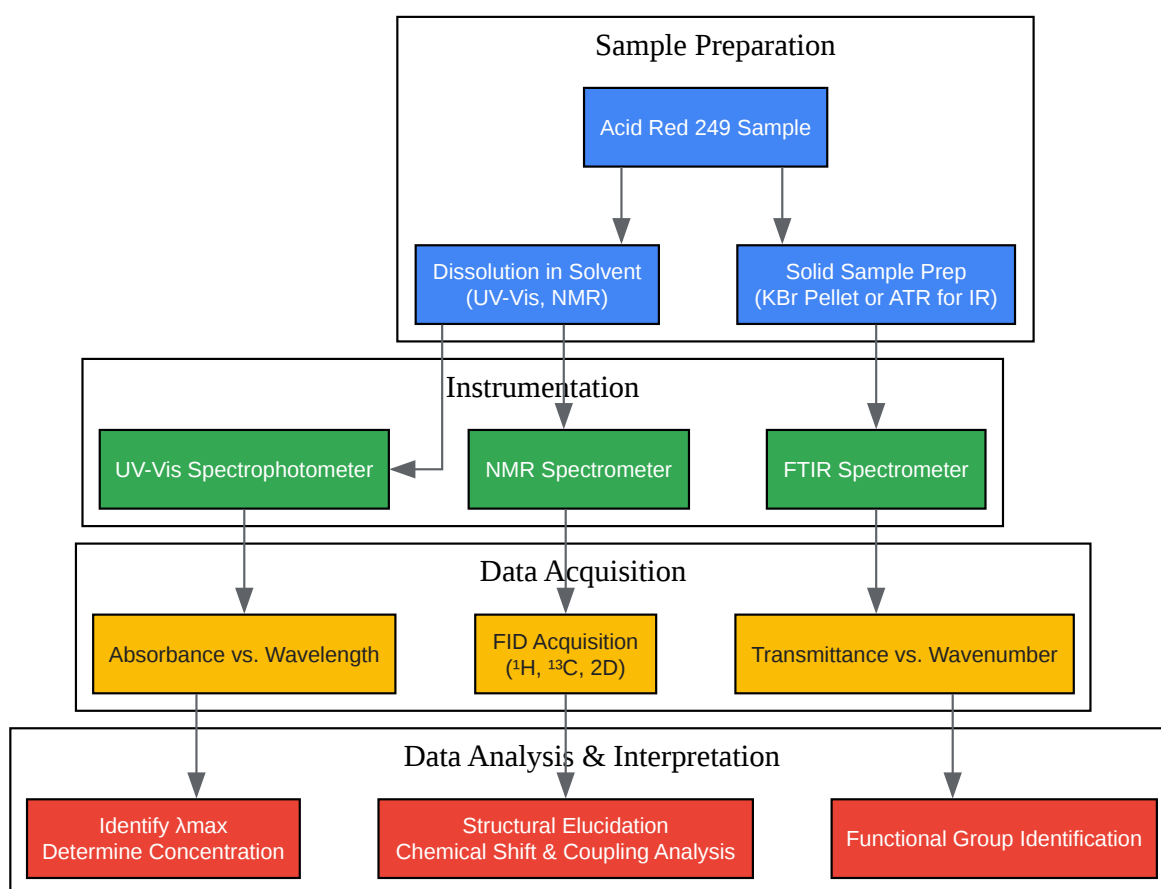 Sample Preparation
Acid Red 249 Sample
Dissolution in Solvent
(UV-Vis, NMR)
Solid Sample Prep
(KBr Pellet or ATR for IR)
Instrumentation
UV-Vis Spectrophotometer
NMR Spectrometer
FTIR Spectrometer
Data Acquisition
Absorbance vs. Wavelength
FID Acquisition
(¹H, ¹³C, 2D)
Transmittance vs. Wavenumber
Data Analysis & Interpretation
Identify λmax
Determine Concentration
Structural Elucidation
Chemical Shift & Coupling Analysis
Functional Group Identification